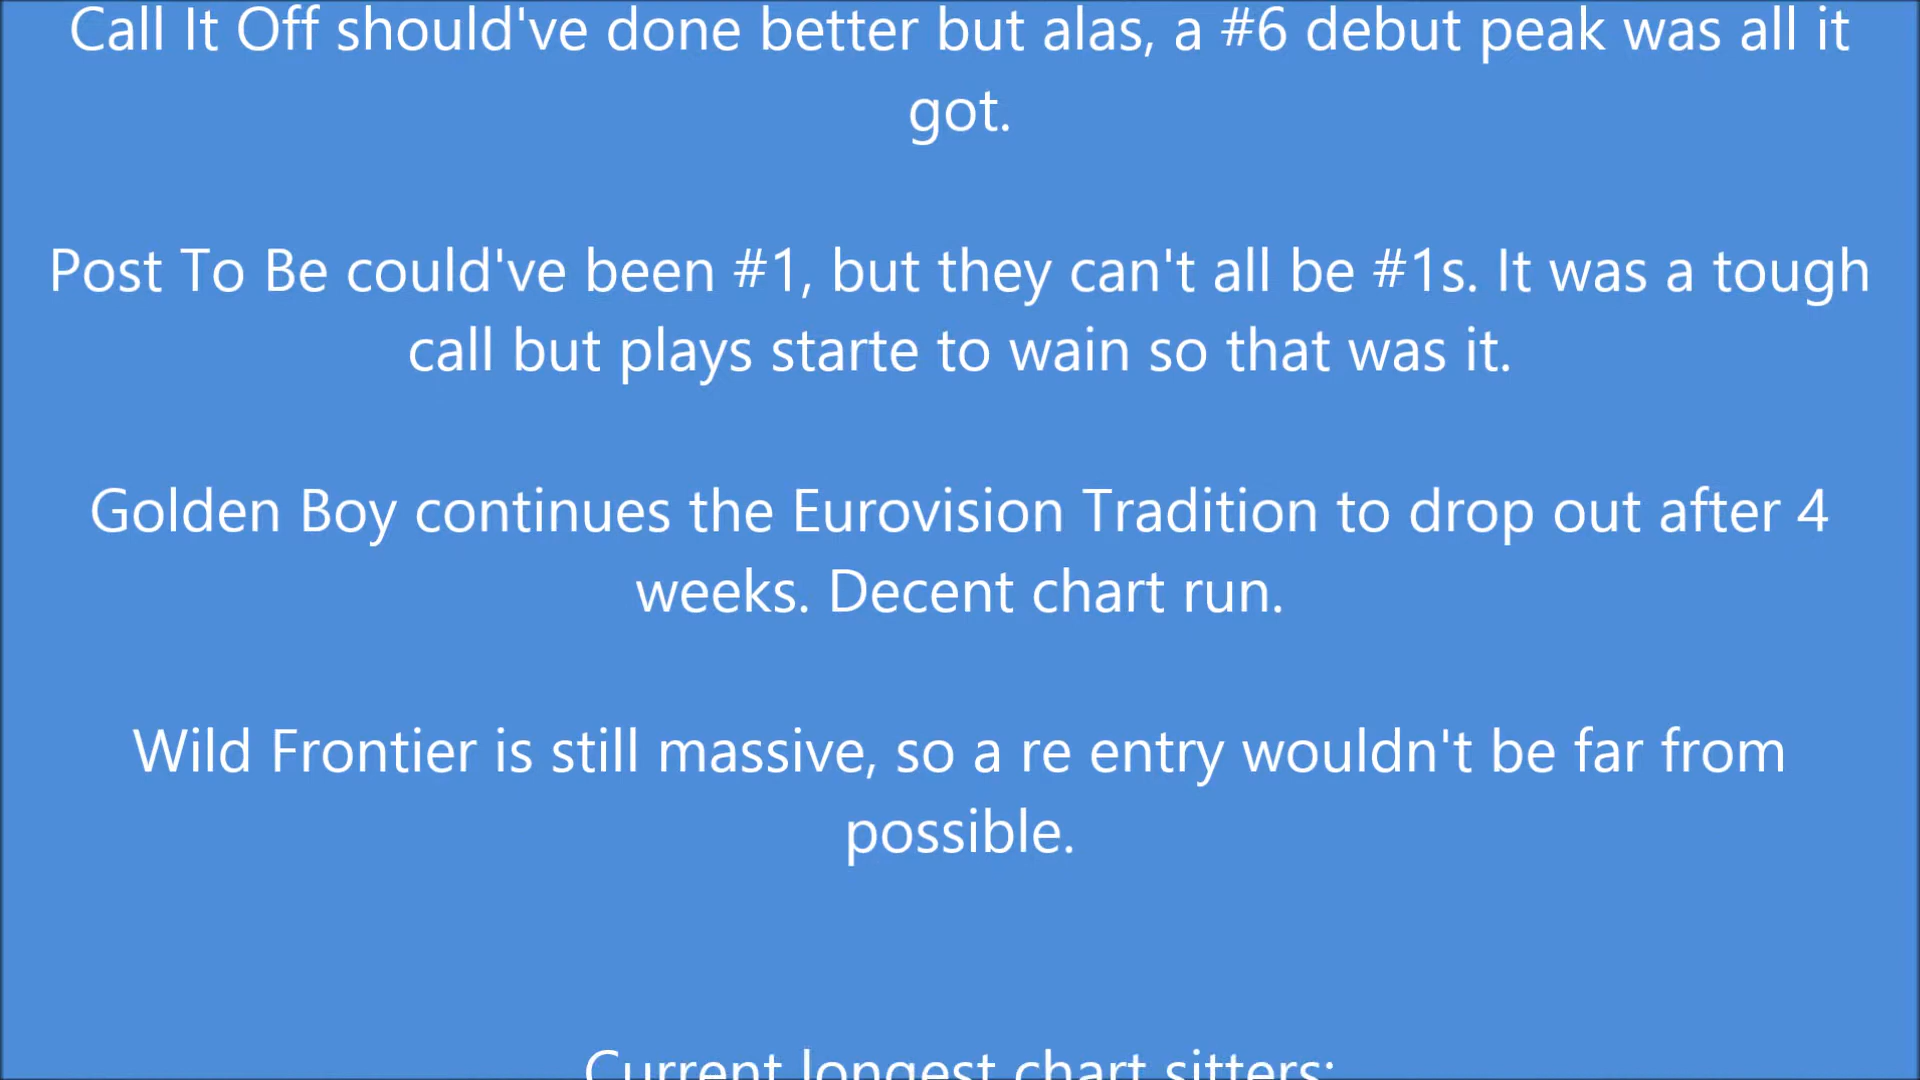 Call It Off should've done better but alas, a #6 debut peak was all it
got.
Post To Be could've been #1, but they can't all be #1s. It was a tough
call but plays starte to wain so that was it.
Golden Boy continues the Eurovision Tradition to drop out after 4
weeks. Decent chart run.
Wild Frontier is still massive, so a re entry wouldn't be far from
possible.
Current longest chart sitters: